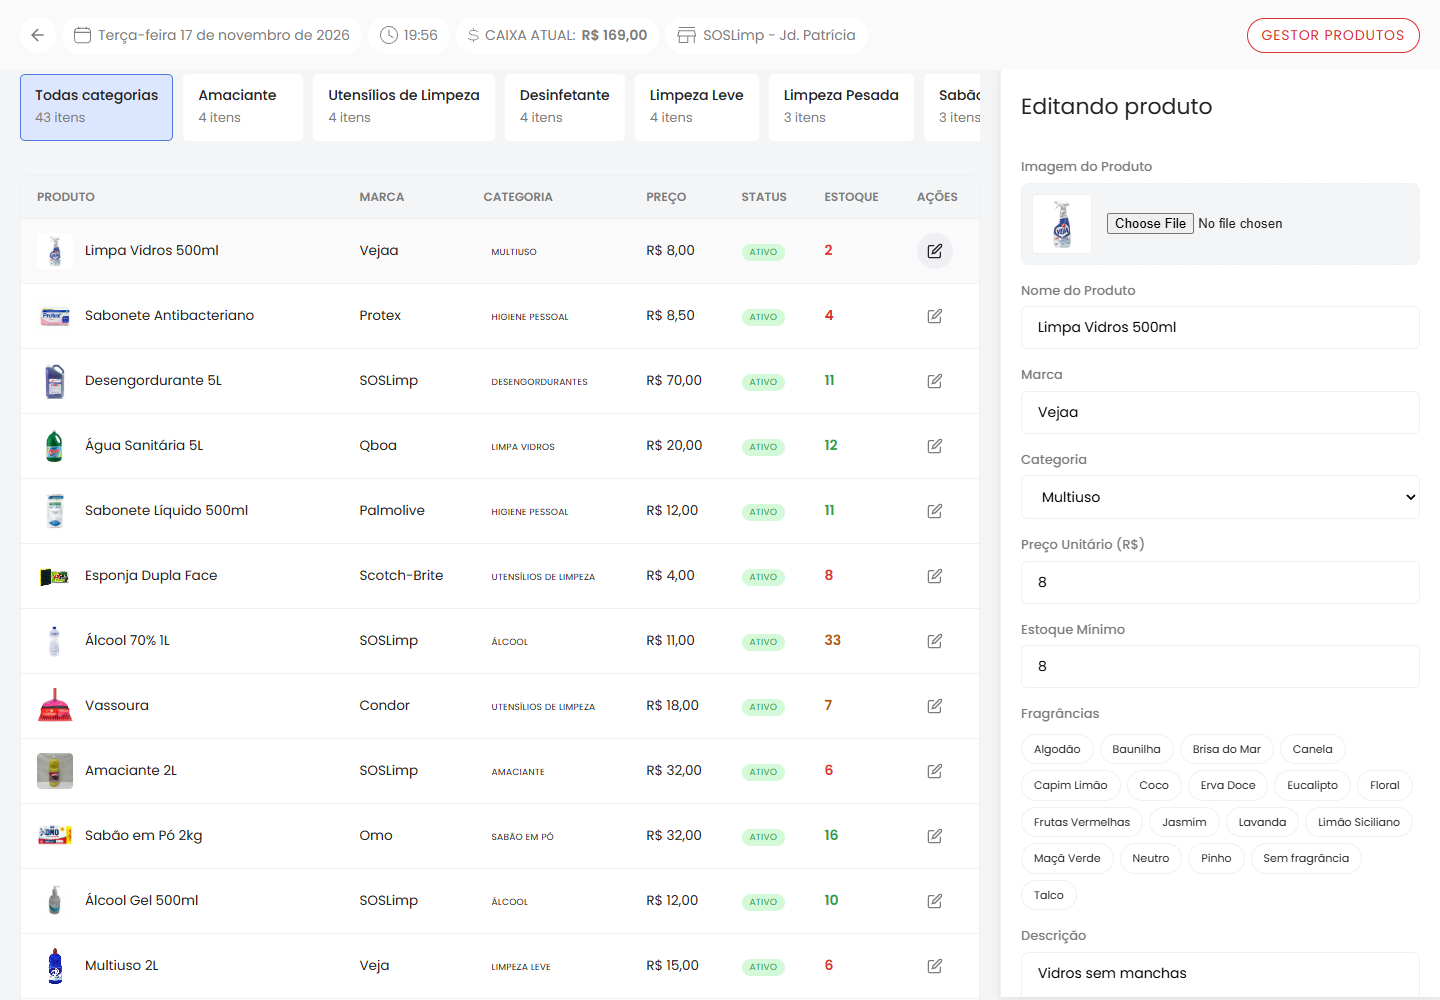 Terça-feira 17 de novembro de 2026
19:56
CAIXA ATUAL: R$ 169,00
SOSLimp - Jd. Patrícia
GESTOR PRODUTOS
Todas categorias
43 itens
Amaciante
4 itens
Utensílios de Limpeza
4 itens
Desinfetante
4 itens
Limpeza Leve
4 itens
Limpeza Pesada
3 itens
Sabão
3 itens
PRODUTO MARCA CATEGORIA PREÇO STATUS ESTOQUE AÇÕES
Limpa Vidros 500ml Vejaa MULTIUSO R$ 8,00 ATIVO 2
Sabonete Antibacteriano Protex HIGIENE PESSOAL R$ 8,50 ATIVO 4
Desengordurante 5L SOSLimp DESENGORDURANTES R$ 70,00 ATIVO 11
Água Sanitária 5L Qboa LIMPA VIDROS R$ 20,00 ATIVO 12
Sabonete Líquido 500ml Palmolive HIGIENE PESSOAL R$ 12,00 ATIVO 11
Esponja Dupla Face Scotch-Brite UTENSÍLIOS DE LIMPEZA R$ 4,00 ATIVO 8
Álcool 70% 1L SOSLimp ÁLCOOL R$ 11,00 ATIVO 33
Vassoura Condor UTENSÍLIOS DE LIMPEZA R$ 18,00 ATIVO 7
Amaciante 2L SOSLimp AMACIANTE R$ 32,00 ATIVO 6
Sabão em Pó 2kg Omo SABÃO EM PÓ R$ 32,00 ATIVO 16
Álcool Gel 500ml SOSLimp ÁLCOOL R$ 12,00 ATIVO 10
Multiuso 2L Veja LIMPEZA LEVE R$ 15,00 ATIVO 6
Editando produto
Imagem do Produto
Choose File No file chosen
Nome do Produto
Limpa Vidros 500ml
Marca
Vejaa
Categoria
Multiuso
Preço Unitário (R$)
8
Estoque Mínimo
8
Fragrâncias
Algodão Baunilha Brisa do Mar Canela
Capim Limão Coco Erva Doce Eucalipto Floral
Frutas Vermelhas Jasmim Lavanda Limão Siciliano
Maçã Verde Neutro Pinho Sem fragrância
Talco
Descrição
Vidros sem manchas